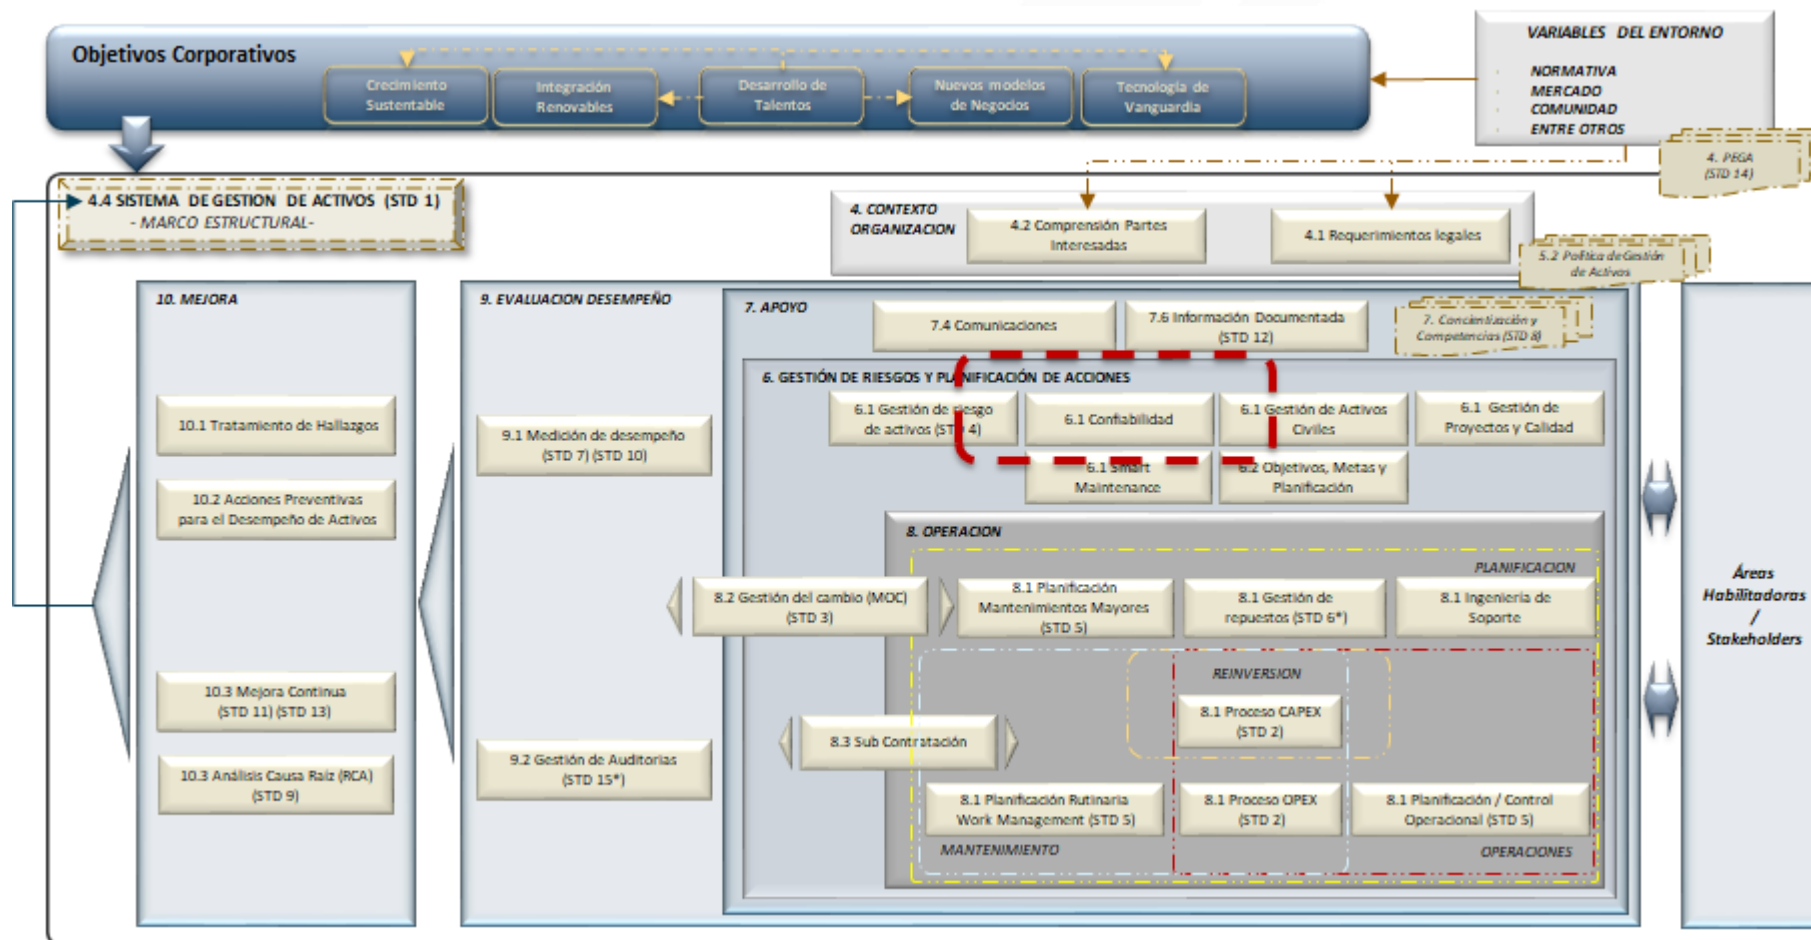 Objetivos Corporativos
Crecimiento
Sustentable
Integración
Renovables
Desarrollo de
Talentos
Nuevos modelos
de Negocios
Tecnología de
Vanguardia
VARIABLES DEL ENTORNO
NORMATIVA
MERCADO
COMUNIDAD
ENTRE OTROS
4. PEGA
(STD 14)
4.4 SISTEMA DE GESTION DE ACTIVOS (STD 1)
- MARCO ESTRUCTURAL-
4. CONTEXTO
ORGANIZACION
4.2 Comprensión Partes
Interesadas
4.1 Requerimientos legales
5.2 Política de Gestión
de Activos
10. MEJORA
10.1 Tratamiento de Hallazgos
10.2 Acciones Preventivas
para el Desempeño de Activos
10.3 Mejora Continua
(STD 11) (STD 13)
10.3 Análisis Causa Raíz (RCA)
(STD 9)
9. EVALUACION DESEMPEÑO
9.1 Medición de desempeño
(STD 7) (STD 10)
9.2 Gestión de Auditorias
(STD 15*)
7. APOYO
7.4 Comunicaciones
7.6 Información Documentada
(STD 12)
7. Concientización y
Competencias (STD 8)
6. GESTIÓN DE RIESGOS Y PLANIFICACIÓN DE ACCIONES
6.1 Gestión de riesgo
de activos (STD 4)
6.1 Confiabilidad
6.1 Gestión de Activos
Civiles
6.1 Gestión de
Proyectos y Calidad
6.1 Smart
Maintenance
6.2 Objetivos, Metas y
Planificación
8. OPERACION
PLANIFICACION
8.2 Gestión del cambio (MOC)
(STD 3)
8.1 Planificación
Mantenimientos Mayores
(STD 5)
8.1 Gestión de
repuestos (STD 6*)
8.1 Ingeniería de
Soporte
REINVERSION
8.1 Proceso CAPEX
(STD 2)
8.3 Sub Contratación
8.1 Planificación Rutinaria
Work Management (STD 5)
8.1 Proceso OPEX
(STD 2)
8.1 Planificación / Control
Operacional (STD 5)
MANTENIMIENTO
OPERACIONES
Áreas
Habilitadoras
/
Stakeholders